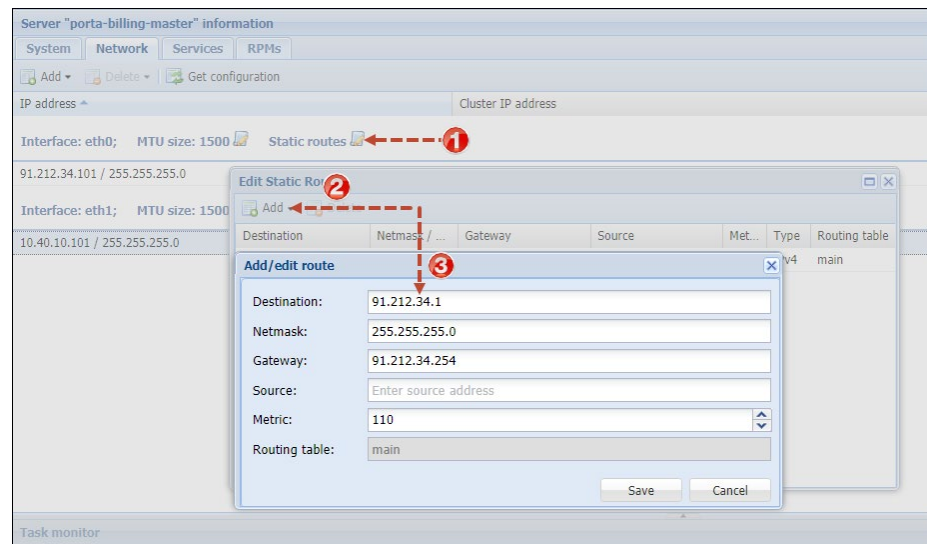 Server "porta-billing-master" information
System Network Services RPMs
Add Delete Get configuration
IP address Cluster IP address
Interface: eth0; MTU size: 1500 Static routes 1
91.212.34.101 / 255.255.255.0
Edit Static Ro 2
Interface: eth1; MTU size: 1500
Add
10.40.10.101 / 255.255.255.0
Destination Netmask / ... Gateway Source Met... Type Routing table
v4 main
Add/edit route 3
Destination: 91.212.34.1
Netmask: 255.255.255.0
Gateway: 91.212.34.254
Source: Enter source address
Metric: 110
Routing table: main
Save Cancel
Task monitor